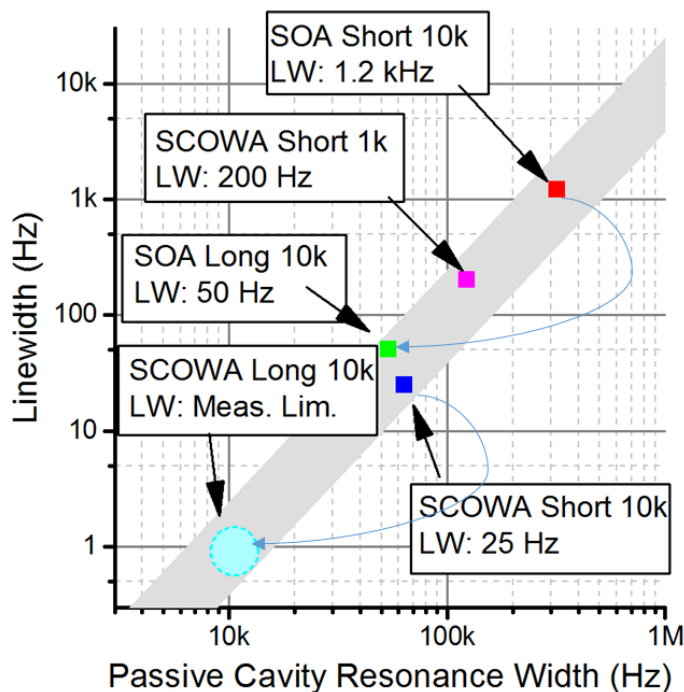 SOA Short 10k
LW: 1.2 kHz
SCOWA Short 1k
LW: 200 Hz
SOA Long 10k
LW: 50 Hz
SCOWA Long 10k
LW: Meas. Lim.
SCOWA Short 10k
LW: 25 Hz
Linewidth (Hz)
10k
1k
100
10
1
10k
100k
1M
Passive Cavity Resonance Width (Hz)